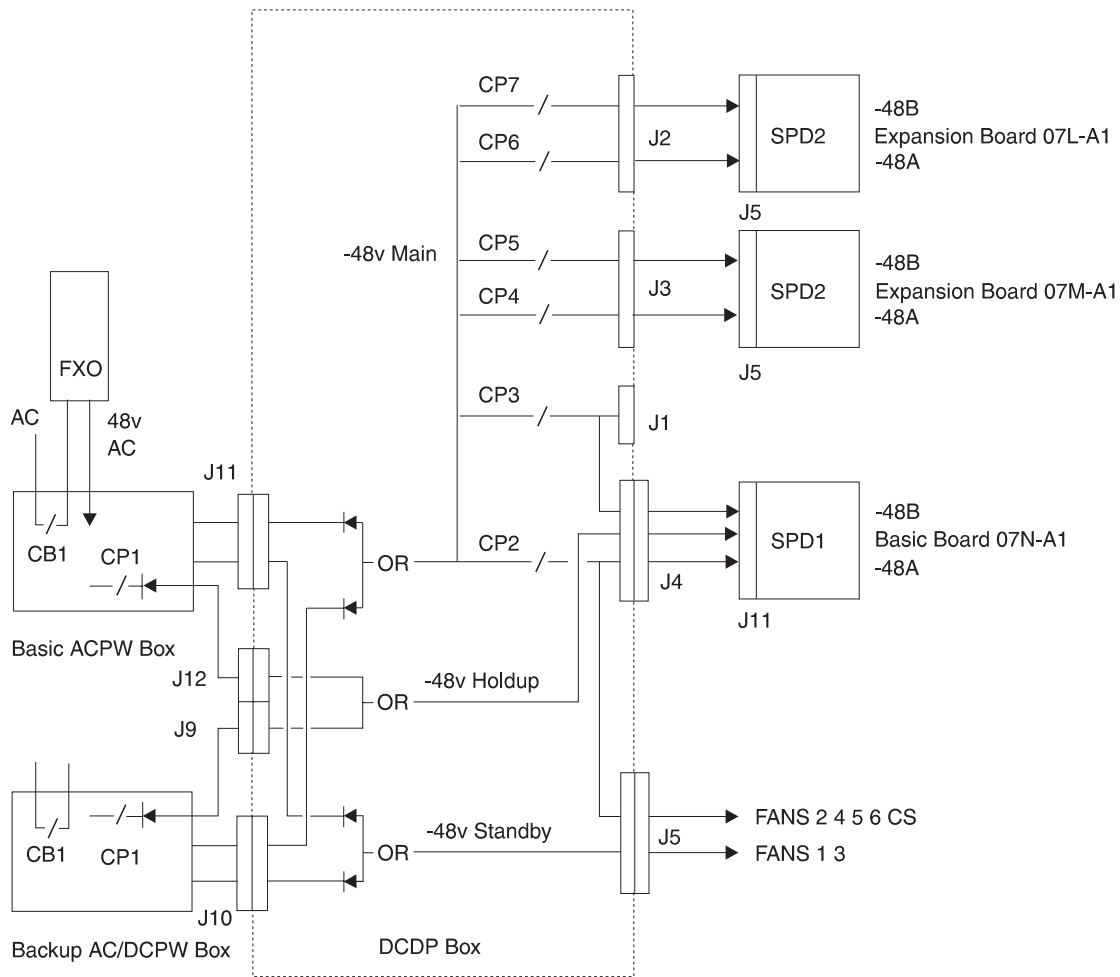 CP7
CP6
J2
SPD2
-48B
Expansion Board 07L-A1
-48A
J5
-48v Main
CP5
CP4
J3
SPD2
-48B
Expansion Board 07M-A1
-48A
J5
FXO
AC
48v
AC
CP3
J1
J11
CB1
CP1
OR
CP2
J4
SPD1
-48B
Basic Board 07N-A1
-48A
J11
Basic ACPW Box
J12
J9
OR
-48v Holdup
CB1
CP1
OR
-48v Standby
J5
FANS 2 4 5 6 CS
FANS 1 3
J10
Backup AC/DCPW Box
DCDP Box